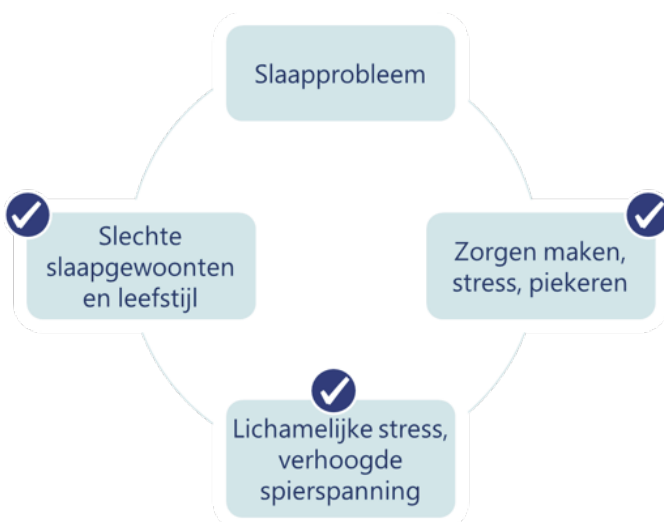 Slaapprobleem
Slechte
slaapgewoonten
en leefstijl
Zorgen maken,
stress, piekeren
Lichamelijke stress,
verhoogde
spierspanning